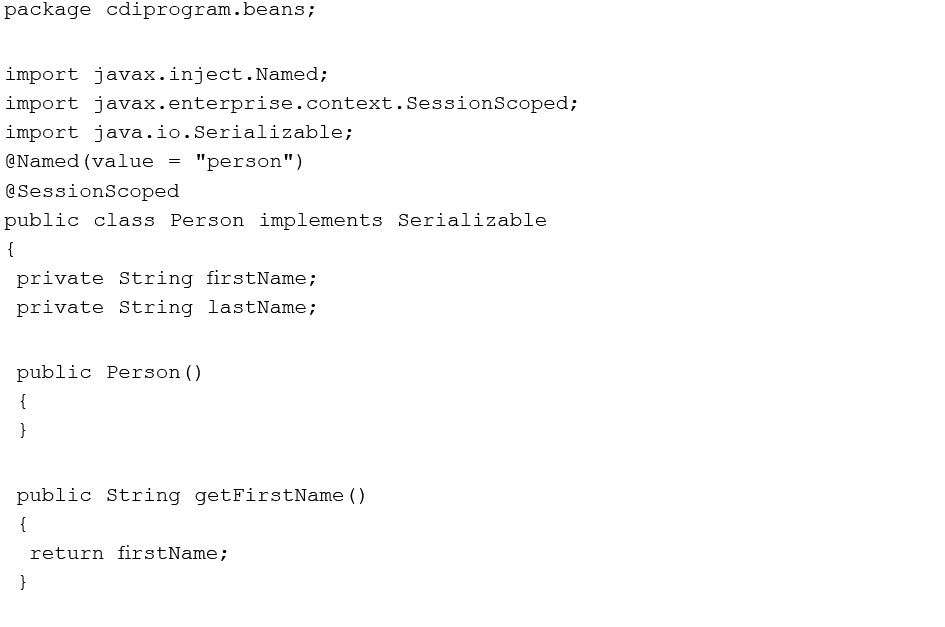 package cdiprogram.beans;
import javax.inject.Named;
import javax.enterprise.context.SessionScoped;
import java.io.Serializable;
@Named(value = "person")
@SessionScoped
public class Person implements Serializable
{
private String firstName;
private String lastName;
public Person()
{
}
public String getFirstName()
{
return firstName;
}